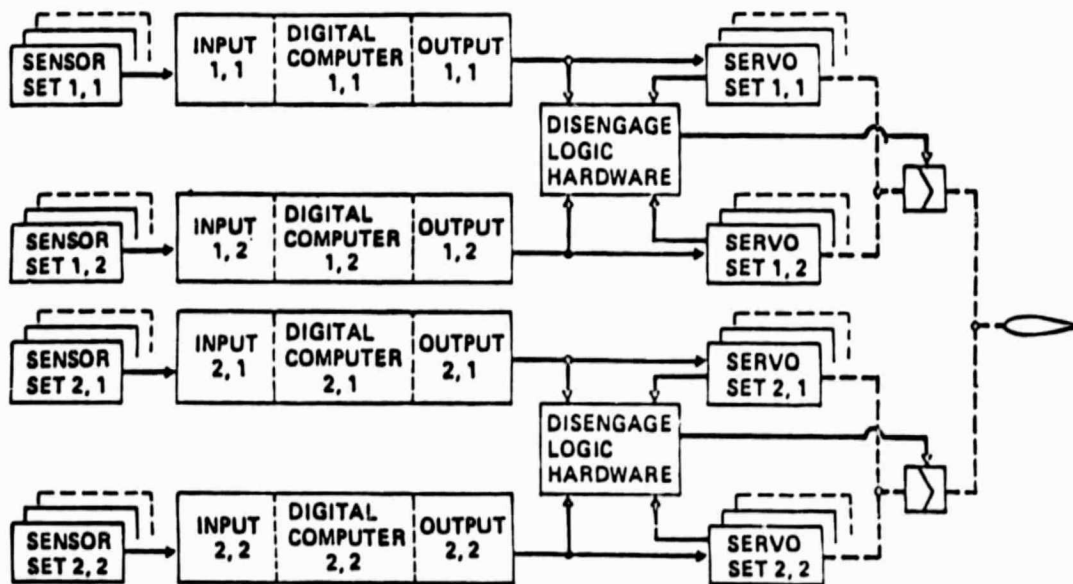 SENSOR
SET 1, 1
INPUT
1, 1
DIGITAL
COMPUTER
1, 1
OUTPUT
1, 1
SERVO
SET 1, 1
DISENGAGE
LOGIC
HARDWARE
SENSOR
SET 1, 2
INPUT
1, 2
DIGITAL
COMPUTER
1, 2
OUTPUT
1, 2
SERVO
SET 1, 2
SENSOR
SET 2, 1
INPUT
2, 1
DIGITAL
COMPUTER
2, 1
OUTPUT
2, 1
SERVO
SET 2, 1
DISENGAGE
LOGIC
HARDWARE
SENSOR
SET 2, 2
INPUT
2, 2
DIGITAL
COMPUTER
2, 2
OUTPUT
2, 2
SERVO
SET 2, 2